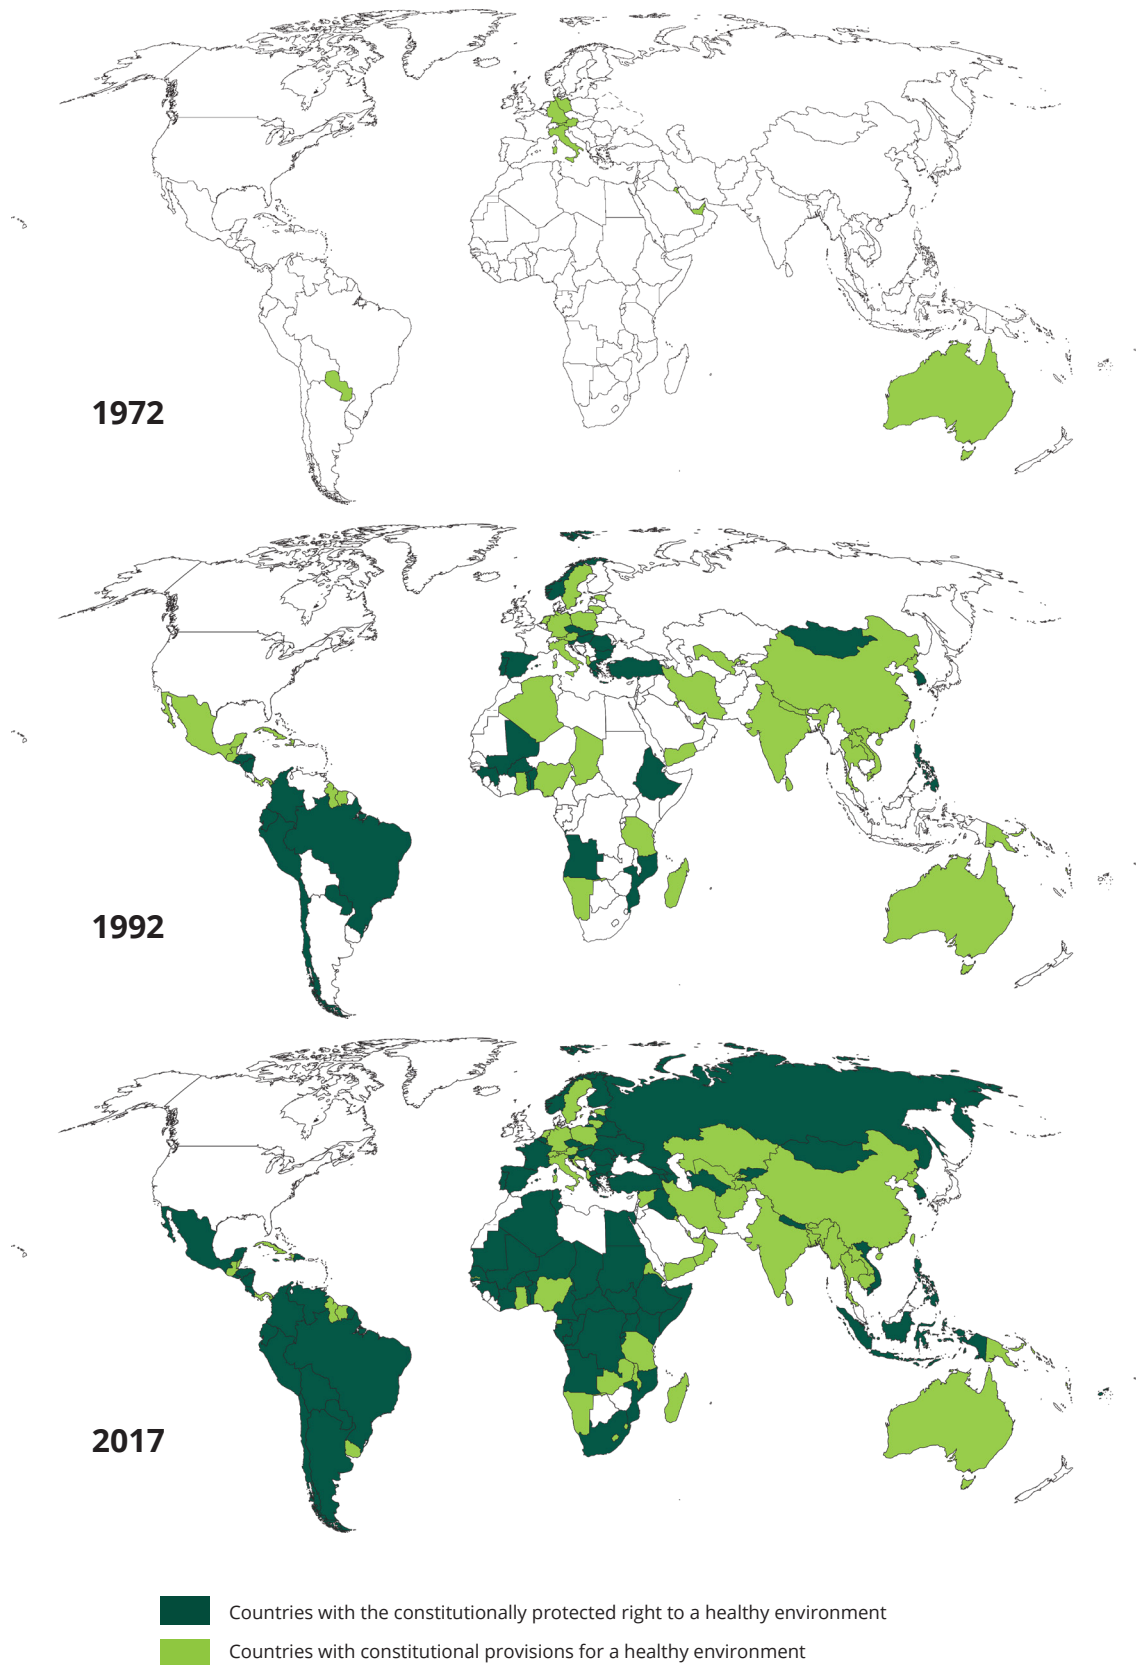 1972
1992
2017
Countries with the constitutionally protected right to a healthy environment
Countries with constitutional provisions for a healthy environment